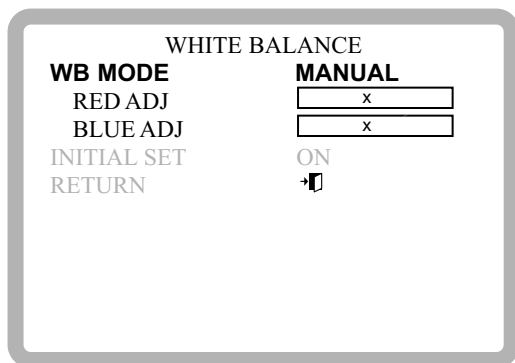 WHITE BALANCE
WB MODE MANUAL
RED ADJ x
BLUE ADJ x
INITIAL SET ON
RETURN